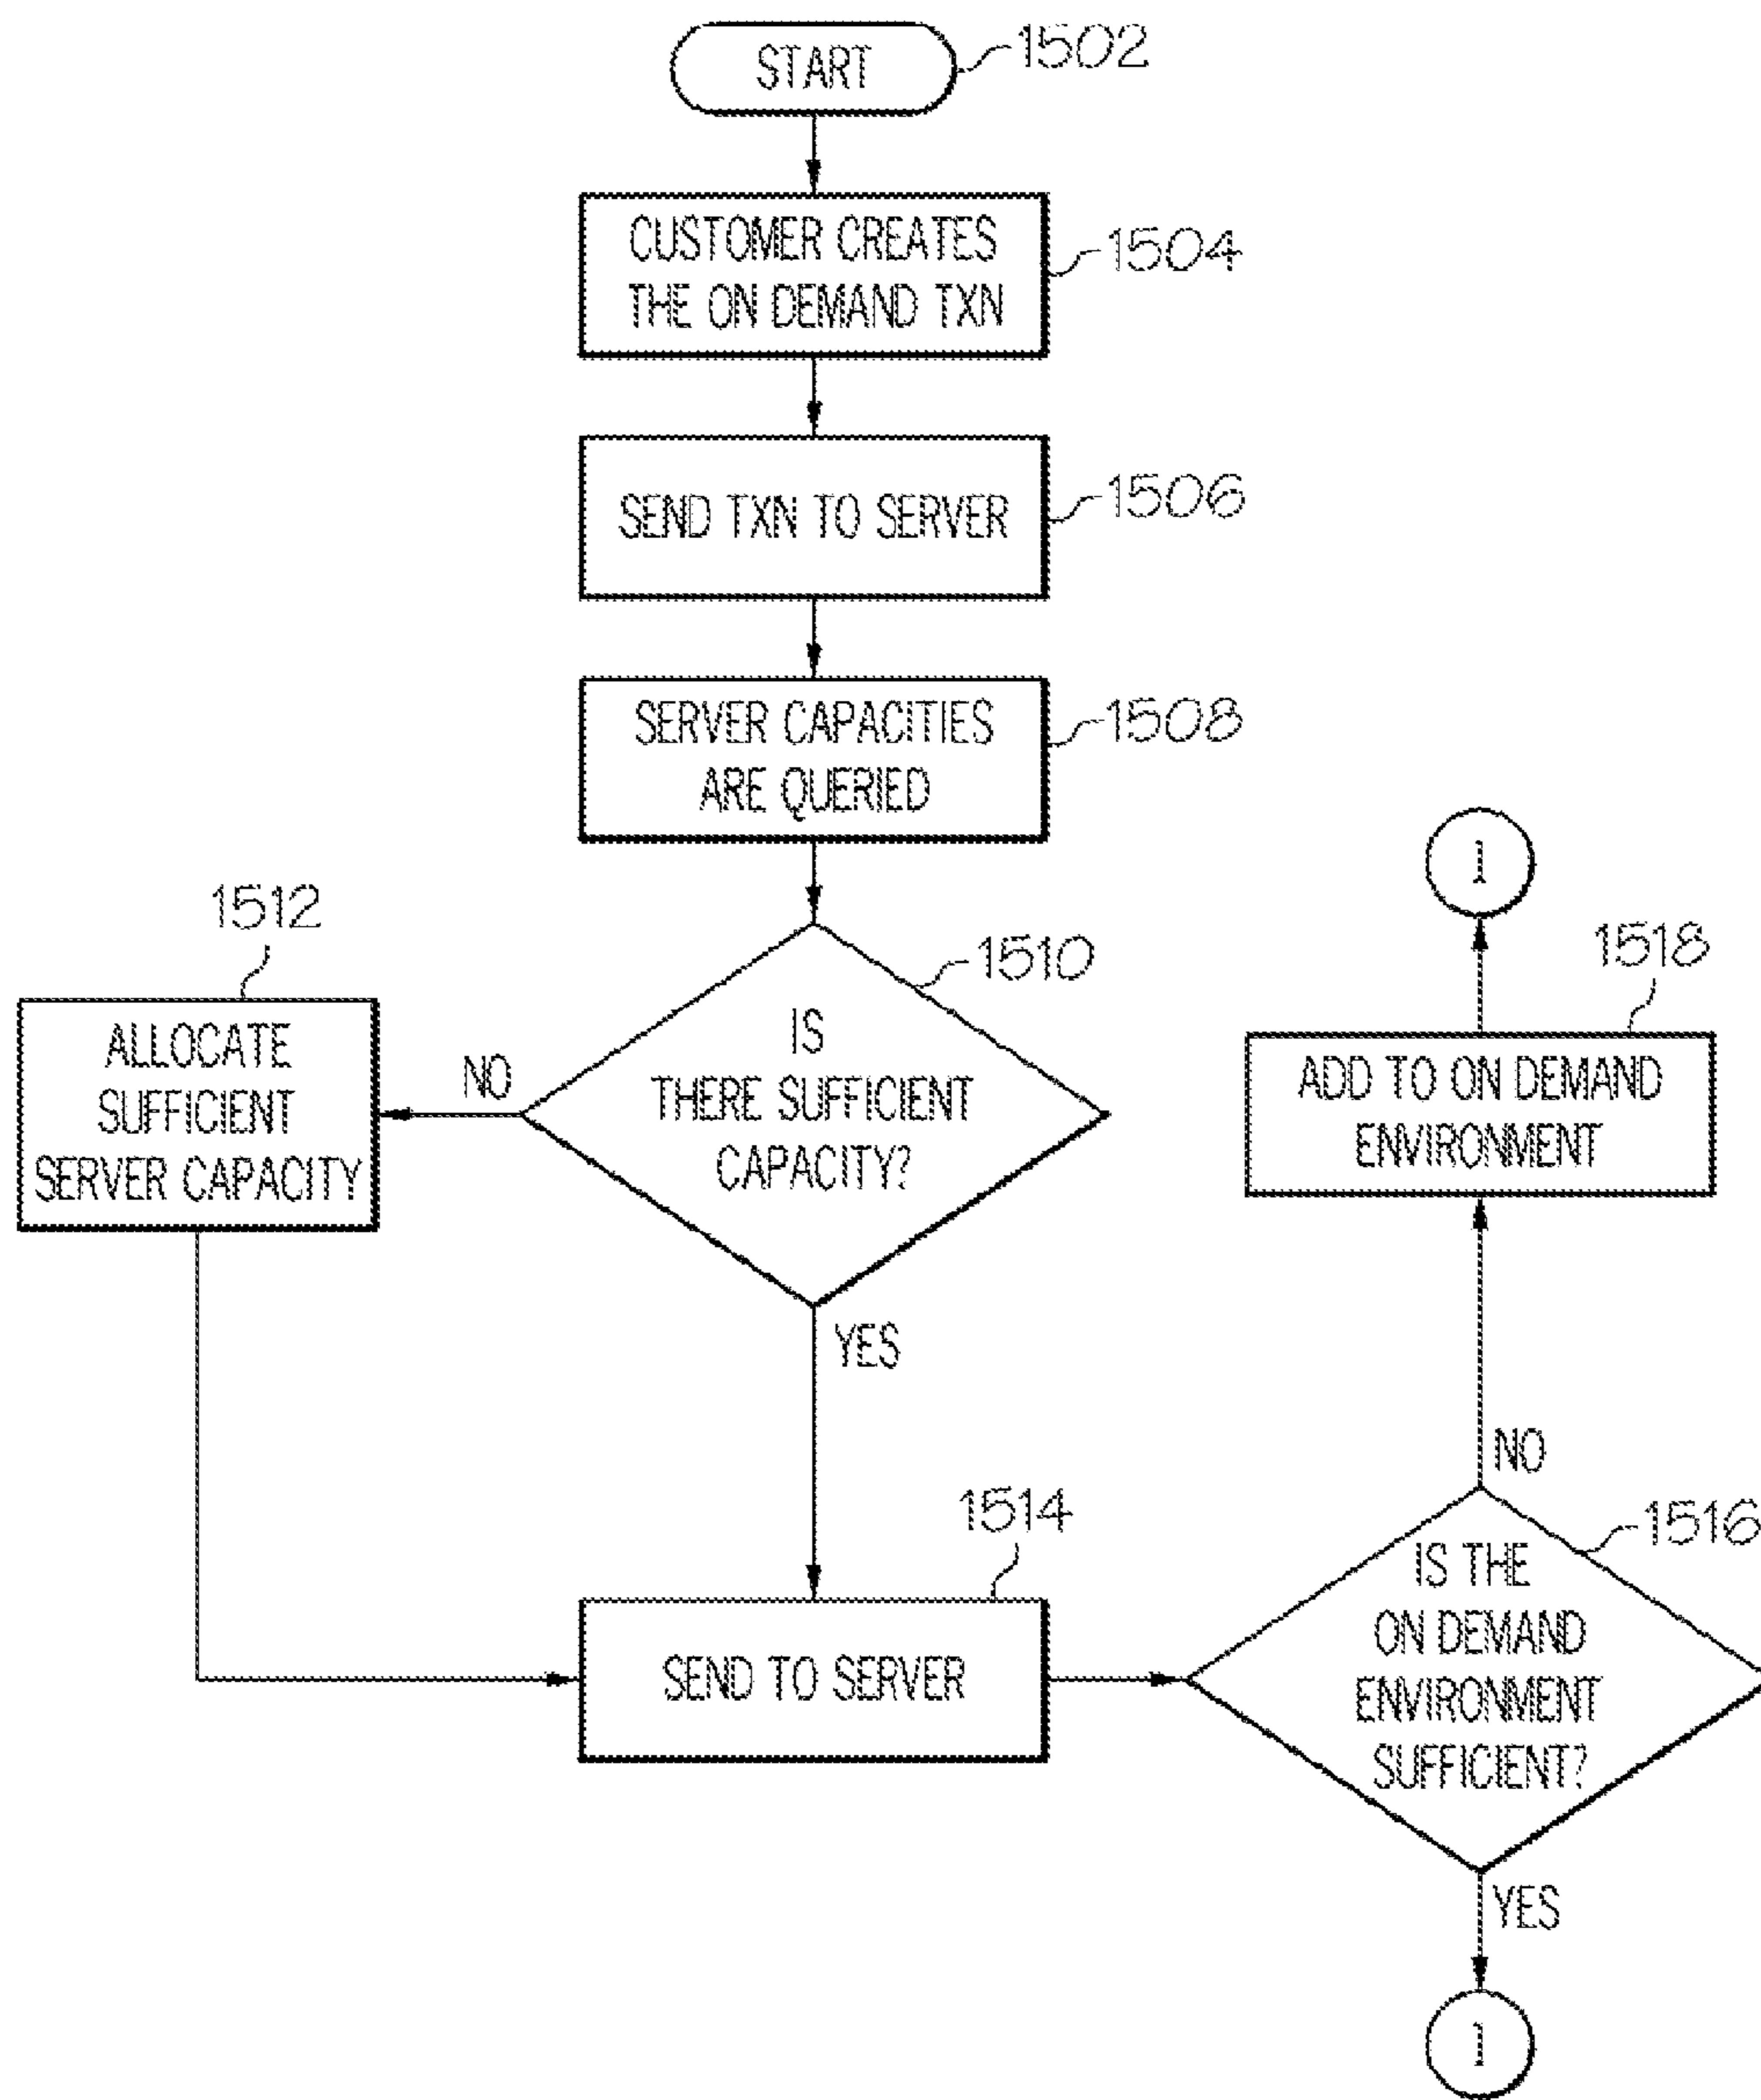 START
1502
CUSTOMER CREATES
THE ON DEMAND TXN
1504
SEND TXN TO SERVER
1506
SERVER CAPACITIES
ARE QUERIED
1508
IS
THERE SUFFICIENT
CAPACITY?
1510
NO
1512
ALLOCATE
SUFFICIENT
SERVER CAPACITY
YES
1514
SEND TO SERVER
1516
IS THE
ON DEMAND
ENVIRONMENT
SUFFICIENT?
NO
1518
ADD TO ON DEMAND
ENVIRONMENT
1
YES
1